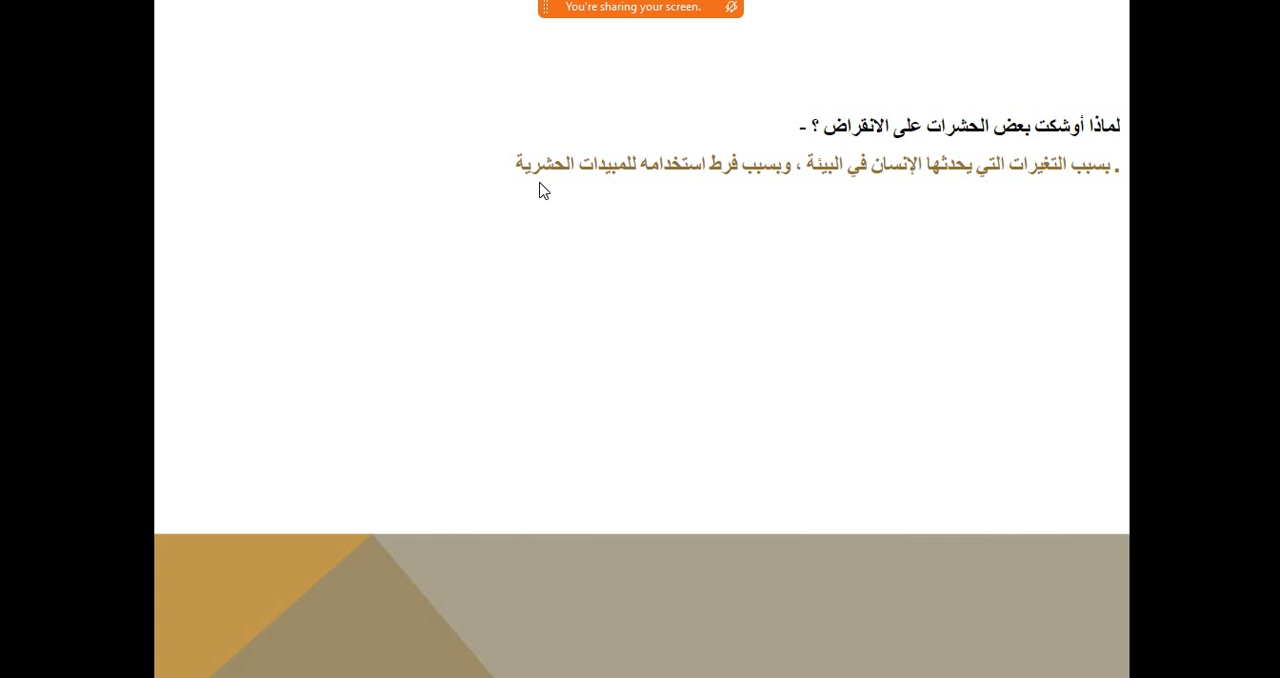 You're sharing your screen.
لماذا أوشكت بعض الحشرات على الانقراض ؟ -
. بسبب التغيرات التي يحدثها الإنسان في البيئة ، وبسبب فرط استخدامه للمبيدات الحشرية